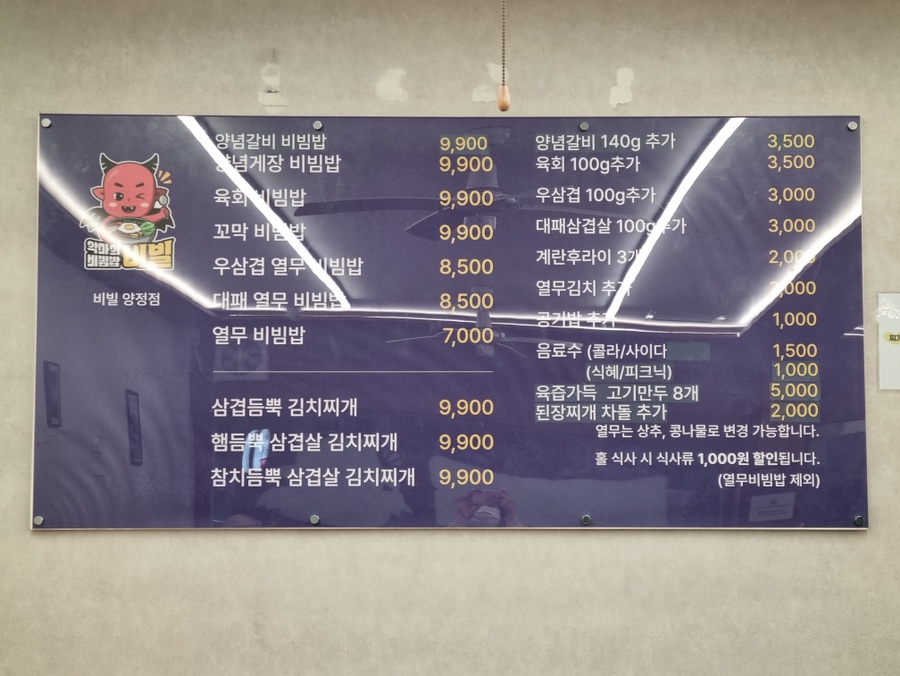 악마의
비빔밥 비빌
비빌 양정점
양념갈비 비빔밥 9,900
양념게장 비빔밥 9,900
육회 비빔밥 9,900
꼬막 비빔밥 9,900
우삼겹 열무 비빔밥 8,500
대패 열무 비빔밥 8,500
열무 비빔밥 7,000
삼겹듬뿍 김치찌개 9,900
햄듬뿍 삼겹살 김치찌개 9,900
참치듬뿍 삼겹살 김치찌개 9,900
양념갈비 140g 추가 3,500
육회 100g추가 3,500
우삼겹 100g추가 3,000
대패삼겹살 100g추가 3,000
계란후라이 3개 2,000
열무김치 추가 2,000
공기밥 추가 1,000
음료수 (콜라/사이다 1,500
(식혜/피크닉) 1,000
육즙가득 고기만두 8개 5,000
된장찌개 차돌 추가 2,000
열무는 상추, 콩나물로 변경 가능합니다.
홀 식사 시 식사류 1,000원 할인됩니다.
(열무비빔밥 제외)